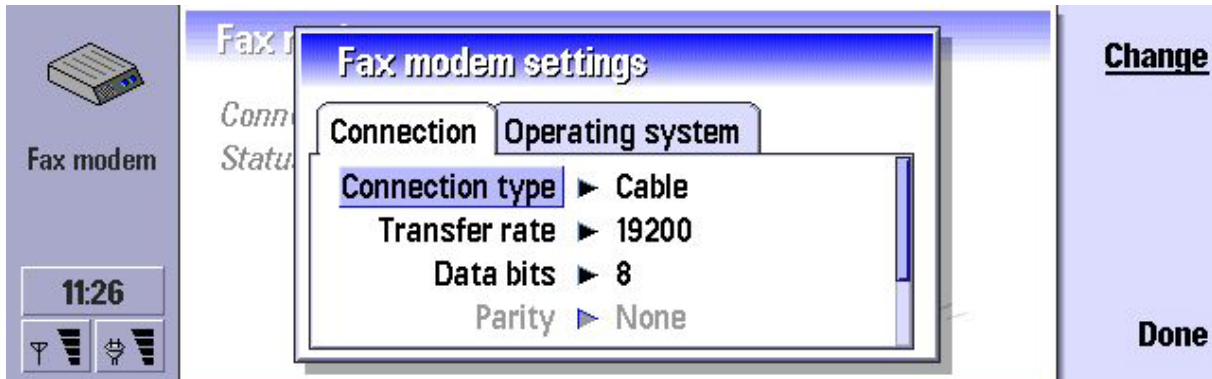 Fax modem settings
Connection
Operating system
Connection type Cable
Transfer rate 19200
Data bits 8
Parity None
Fax modem
11:26
Change
Done
Fax